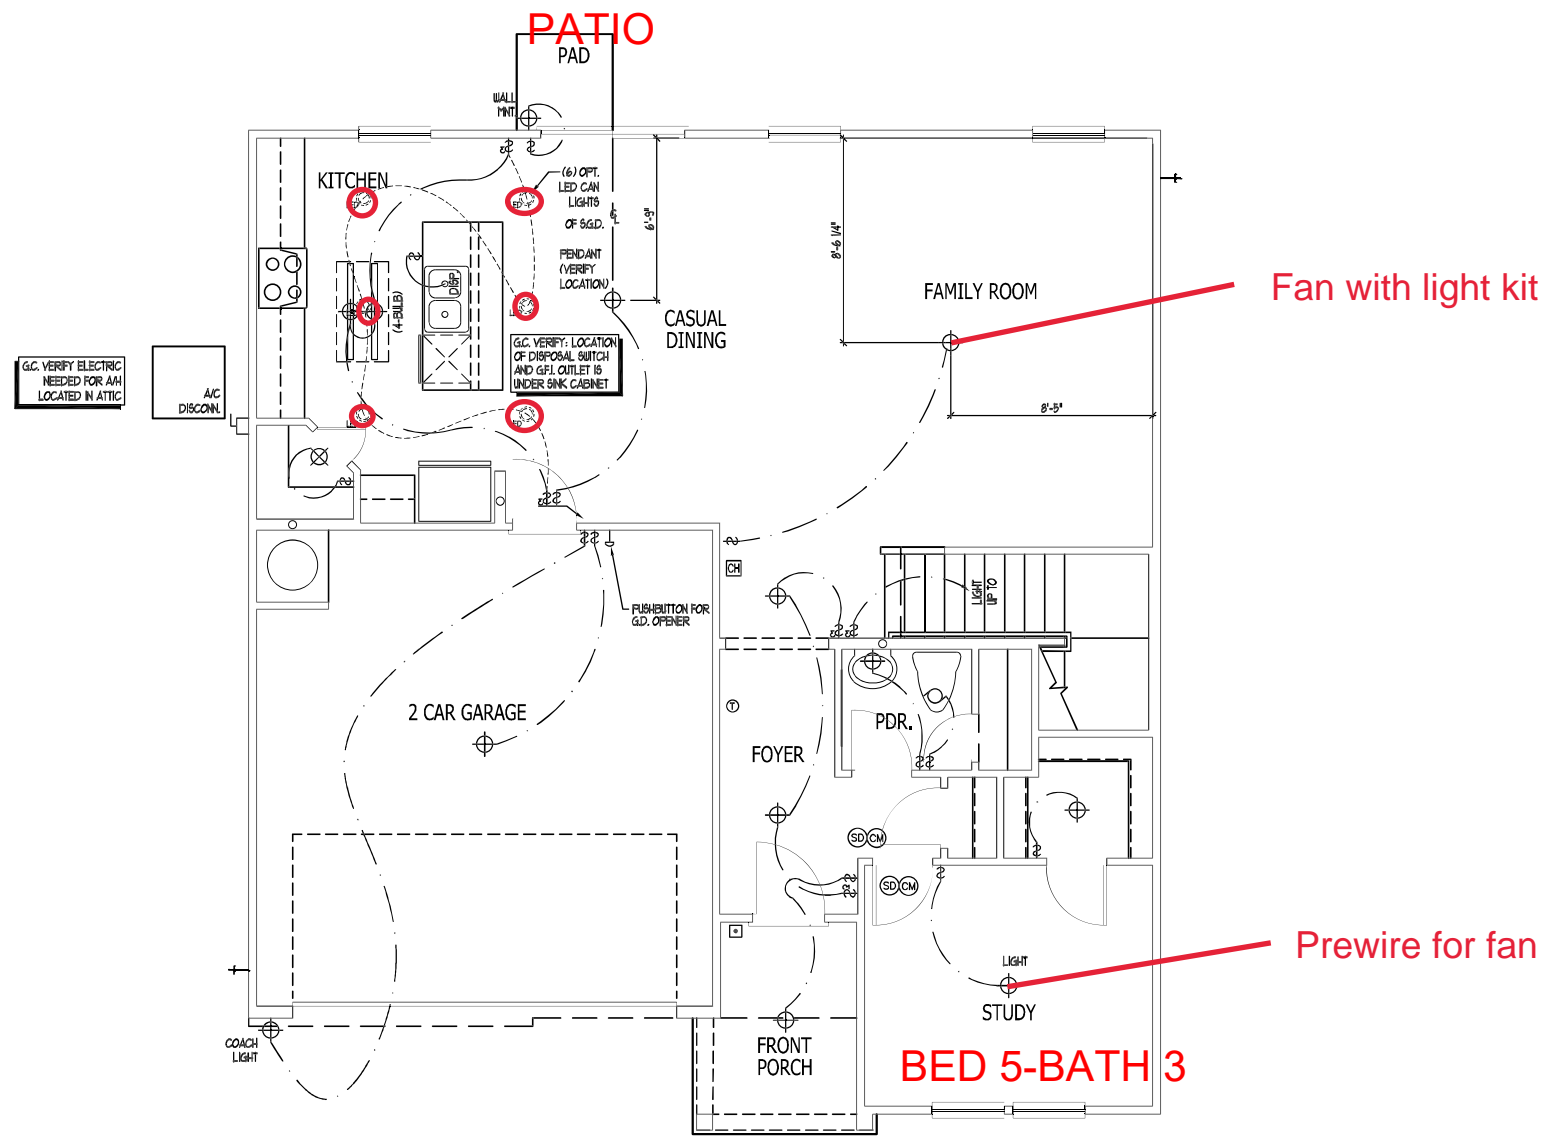 PATIO
PAD
WALL
MNT.
KITCHEN
(6) OPT.
LED CAN
LIGHTS
OF S.G.D.
PENDANT
(VERIFY
LOCATION)
6'-9"
8'-6 1/4"
FAMILY ROOM
Fan with light kit
CASUAL
DINING
DISP
(4-BULB)
G.C. VERIFY: LOCATION
OF DISPOSAL SWITCH
AND G.F.I. OUTLET IS
UNDER SINK CABINET
G.C. VERIFY ELECTRIC
NEEDED FOR A/H
LOCATED IN ATTIC
A/C
DISCONN.
8'-5"
CH
LIGHT
UP TO
PUSHBUTTON FOR
G.D. OPENER
2 CAR GARAGE
T
FOYER
PDR.
SD CM
SD CM
LIGHT
Prewire for fan
STUDY
COACH
LIGHT
FRONT
PORCH
BED 5-BATH 3